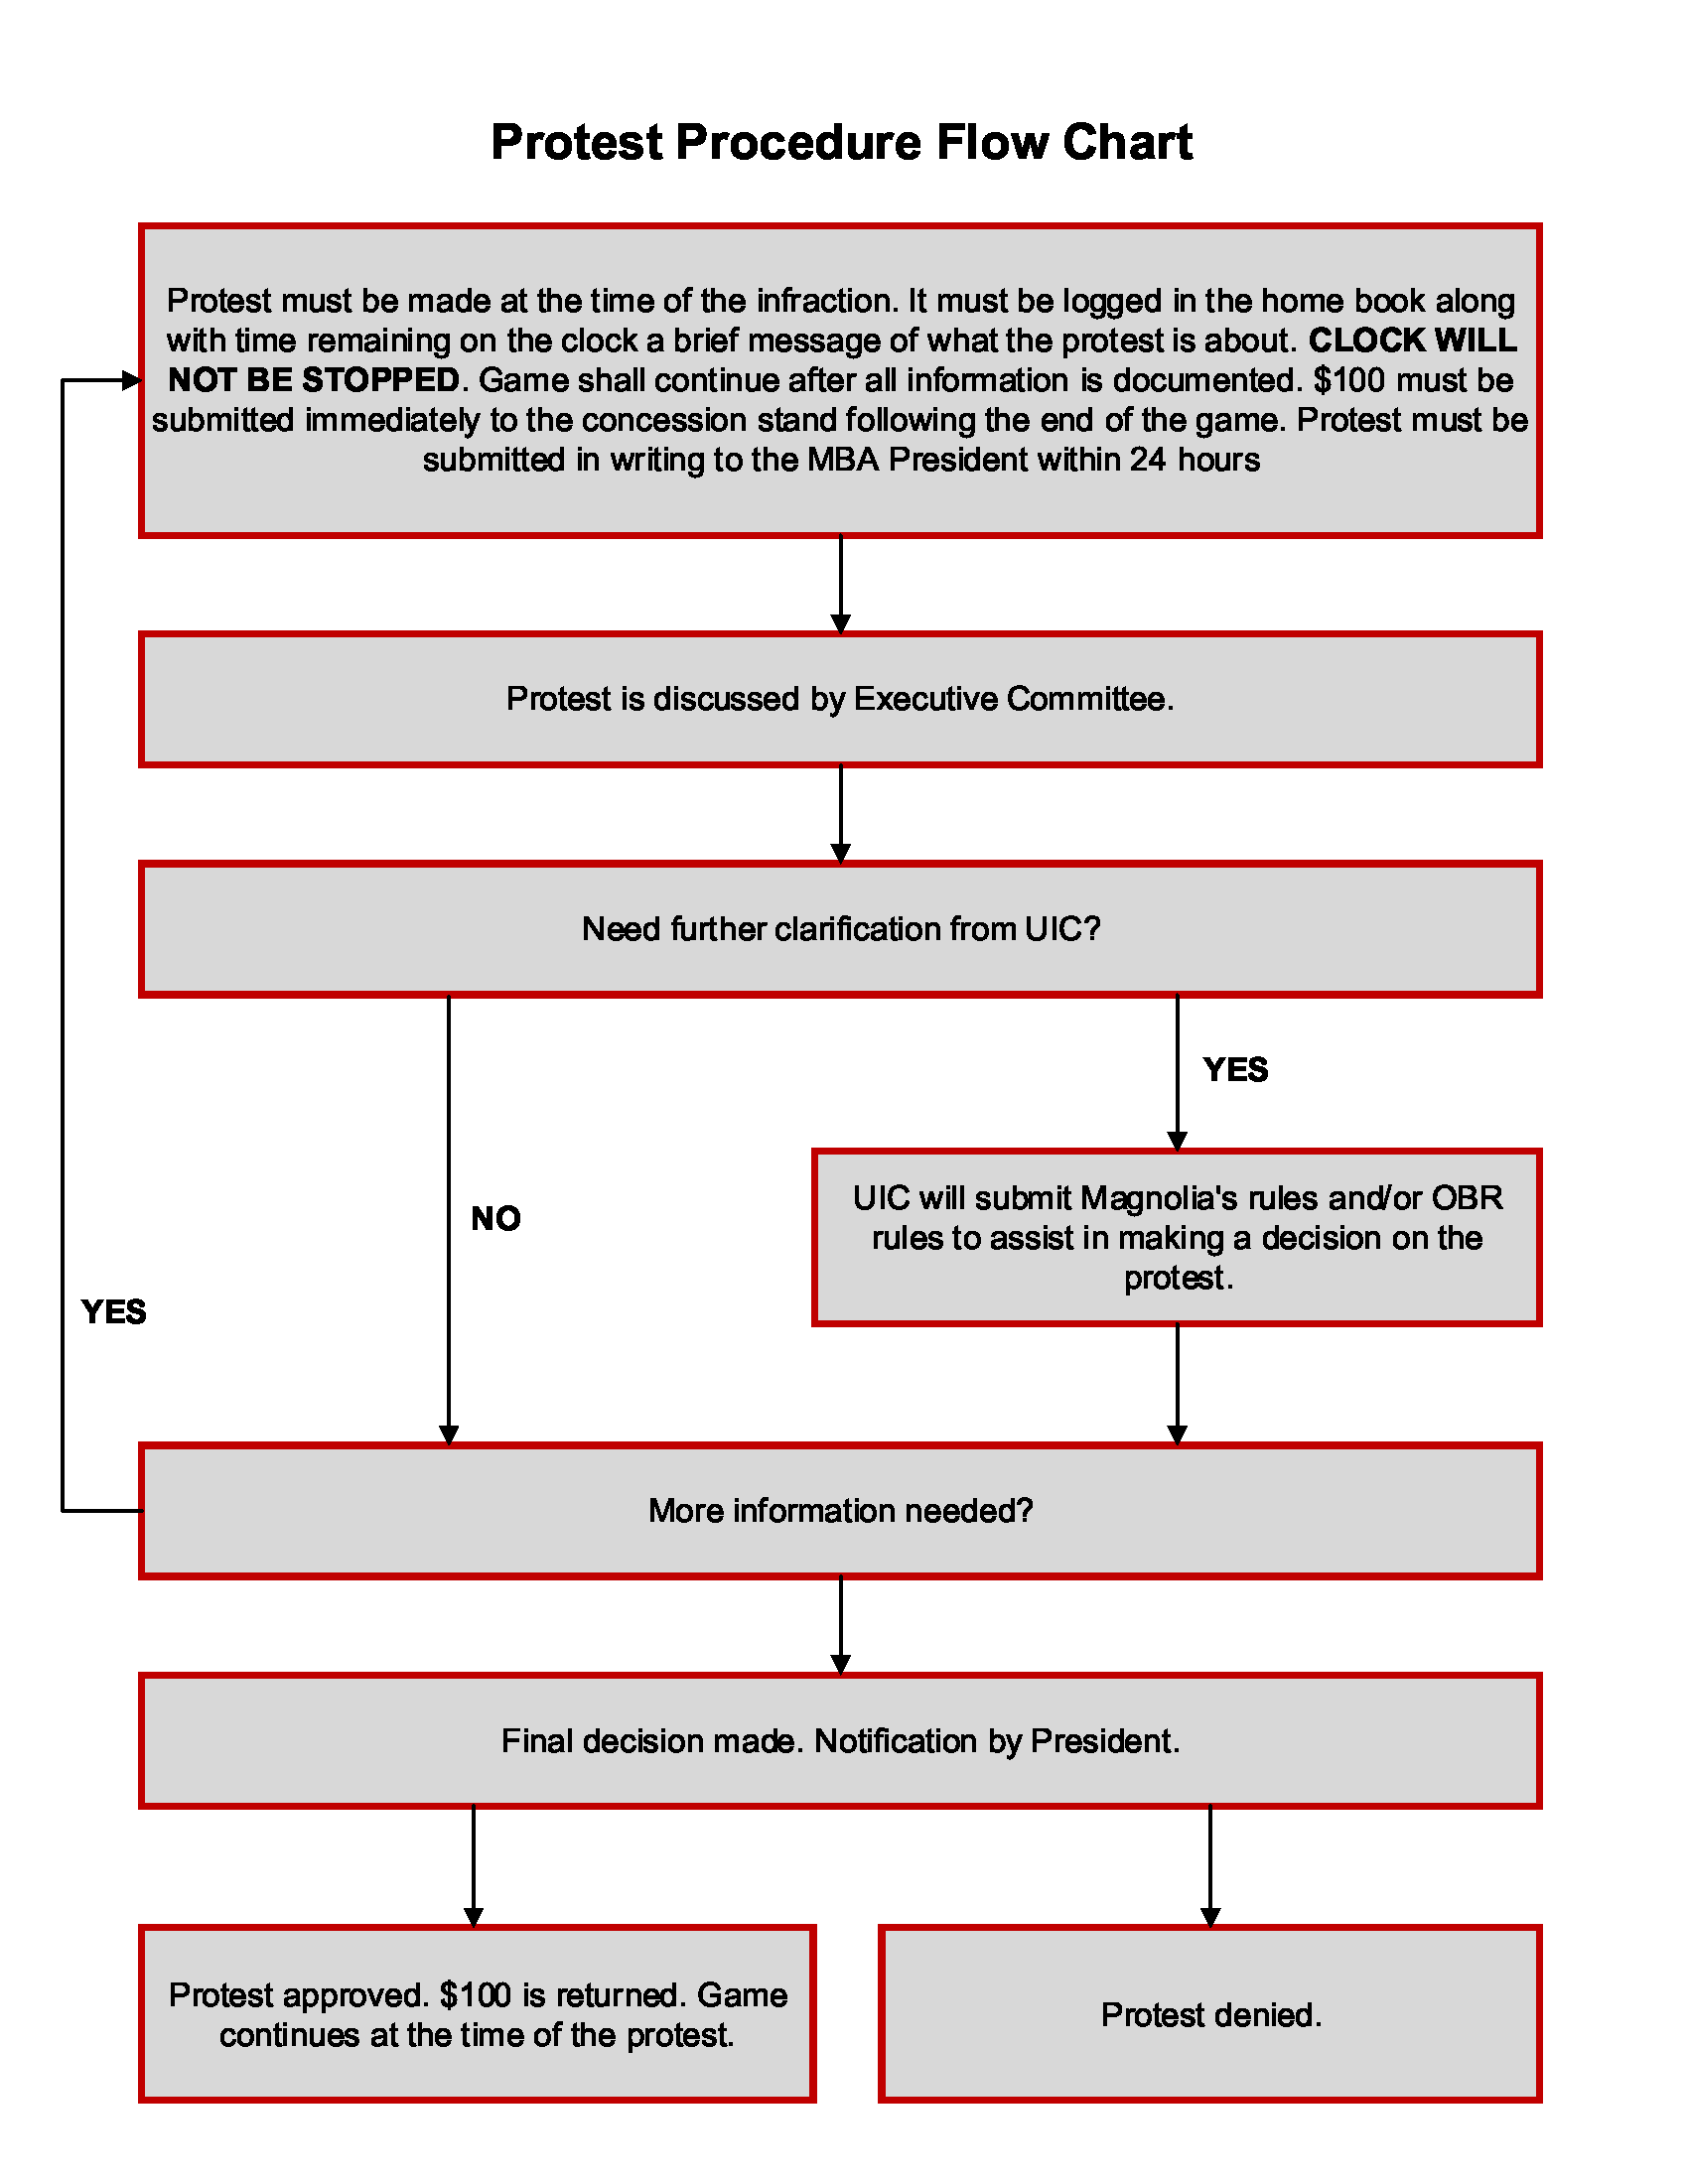 Protest Procedure Flow Chart
Protest must be made at the time of the infraction. It must be logged in the home book along
with time remaining on the clock a brief message of what the protest is about. CLOCK WILL
NOT BE STOPPED. Game shall continue after all information is documented. $100 must be
submitted immediately to the concession stand following the end of the game. Protest must be
submitted in writing to the MBA President within 24 hours
Protest is discussed by Executive Committee.
Need further clarification from UIC?
YES
UIC will submit Magnolia's rules and/or OBR
rules to assist in making a decision on the
protest.
NO
YES
More information needed?
Final decision made. Notification by President.
Protest approved. $100 is returned. Game
continues at the time of the protest.
Protest denied.